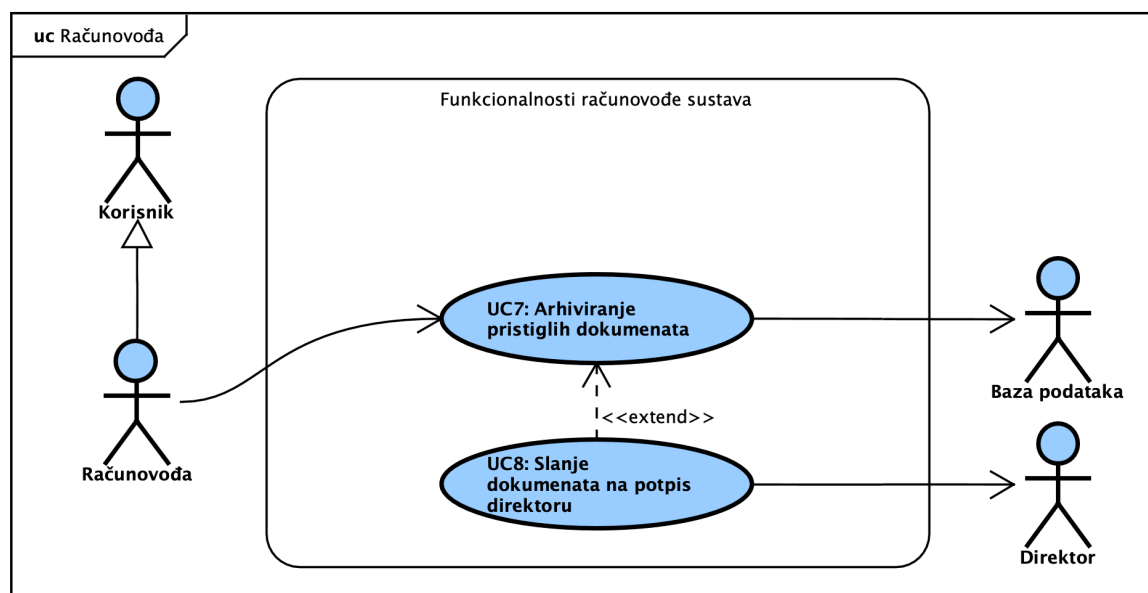 uc Računovođa
Funkcionalnosti računovođe sustava
Korisnik
UC7: Arhiviranje
pristiglih dokumenata
Baza podataka
<<extend>>
Računovođa
UC8: Slanje
dokumenata na potpis
direktoru
Direktor